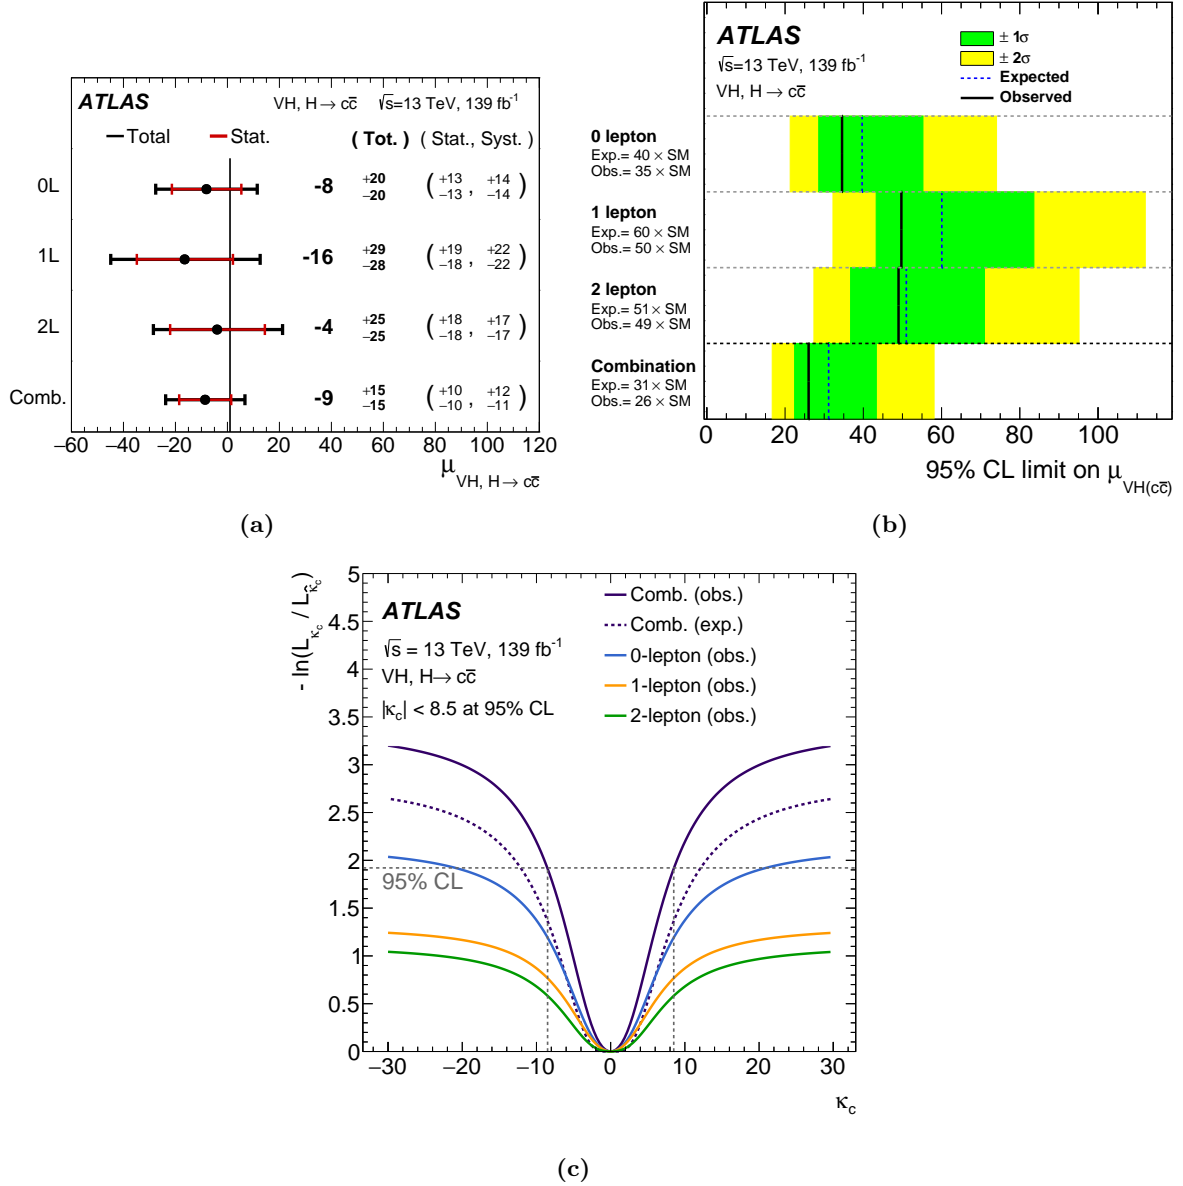 ATLAS
VH, H → cc̄ √s=13 TeV, 139 fb⁻¹
Total Stat. ( Tot. ) ( Stat., Syst. )
0L -8 +20 −20 ( +13 −13 , +14 −14 )
1L -16 +29 −28 ( +19 −18 , +22 −22 )
2L -4 +25 −25 ( +18 −18 , +17 −17 )
Comb. -9 +15 −15 ( +10 −10 , +12 −11 )
−60 −40 −20 0 20 40 60 80 100 120
μ VH, H → cc̄
(a)
ATLAS
√s=13 TeV, 139 fb⁻¹
VH, H → cc̄
± 1σ
± 2σ
Expected
Observed
0 lepton
Exp.= 40 × SM
Obs.= 35 × SM
1 lepton
Exp.= 60 × SM
Obs.= 50 × SM
2 lepton
Exp.= 51 × SM
Obs.= 49 × SM
Combination
Exp.= 31 × SM
Obs.= 26 × SM
0 20 40 60 80 100
95% CL limit on μ VH(cc̄)
(b)
- ln(L κc / L κ̂c)
5
4.5
4
3.5
3
2.5
2
1.5
1
0.5
0
ATLAS
√s = 13 TeV, 139 fb⁻¹
VH, H→ cc̄
|κc| < 8.5 at 95% CL
Comb. (obs.)
Comb. (exp.)
0-lepton (obs.)
1-lepton (obs.)
2-lepton (obs.)
95% CL
−30 −20 −10 0 10 20 30
κc
(c)